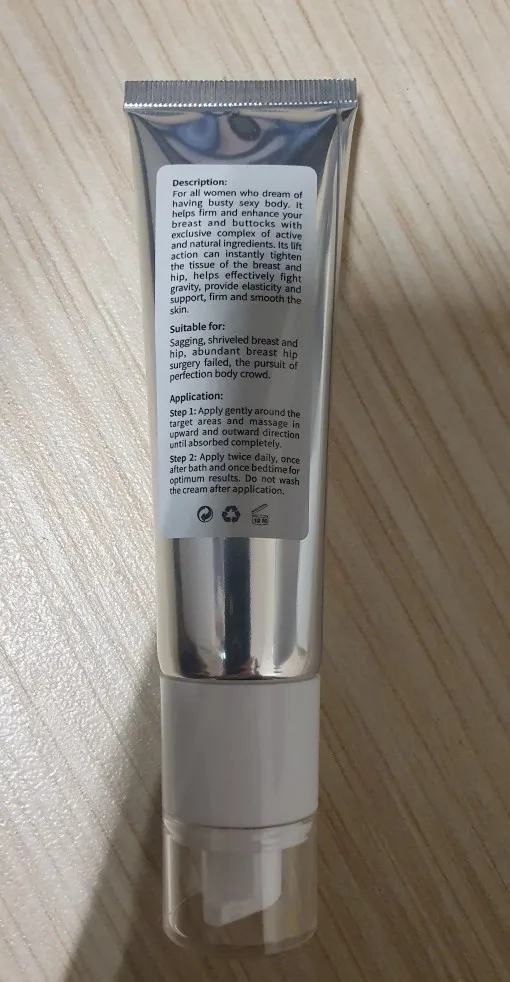 Description:
For all women who dream of
having busty sexy body. It
helps firm and enhance your
breast and buttocks with
exclusive complex of active
and natural ingredients. Its lift
action can instantly tighten
the tissue of the breast and
hip, helps effectively fight
gravity, provide elasticity and
support, firm and smooth the
skin.
Suitable for:
Sagging, shriveled breast and
hip, abundant breast hip
surgery failed, the pursuit of
perfection body crowd.
Application:
Step 1: Apply gently around the
target areas and massage in
upward and outward direction
until absorbed completely.
Step 2: Apply twice daily, once
after bath and once bedtime for
optimum results. Do not wash
the cream after application.